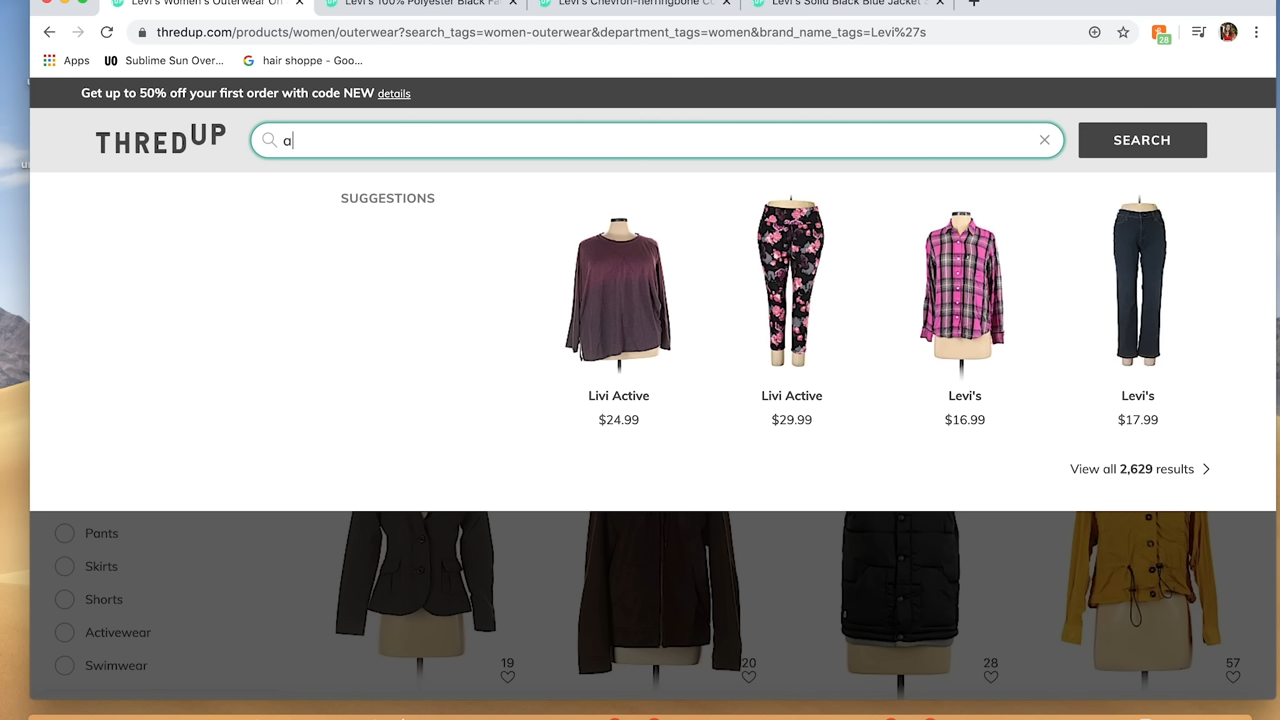 Levi's Women's Outerwear On
Levi's 100% Polyester Black Fa
Levi's Chevron-herringbone C
Levi's Solid Black Blue Jacket S
thredup.com/products/women/outerwear?search_tags=women-outerwear&department_tags=women&brand_name_tags=Levi%27s
28
Apps
UO Sublime Sun Over...
G hair shoppe - Goo...
Get up to 50% off your first order with code NEW details
THREDUP
a
SEARCH
SUGGESTIONS
Livi Active
Livi Active
Levi's
Levi's
$24.99
$29.99
$16.99
$17.99
View all 2,629 results
Pants
Skirts
Shorts
Activewear
Swimwear
19
20
28
57